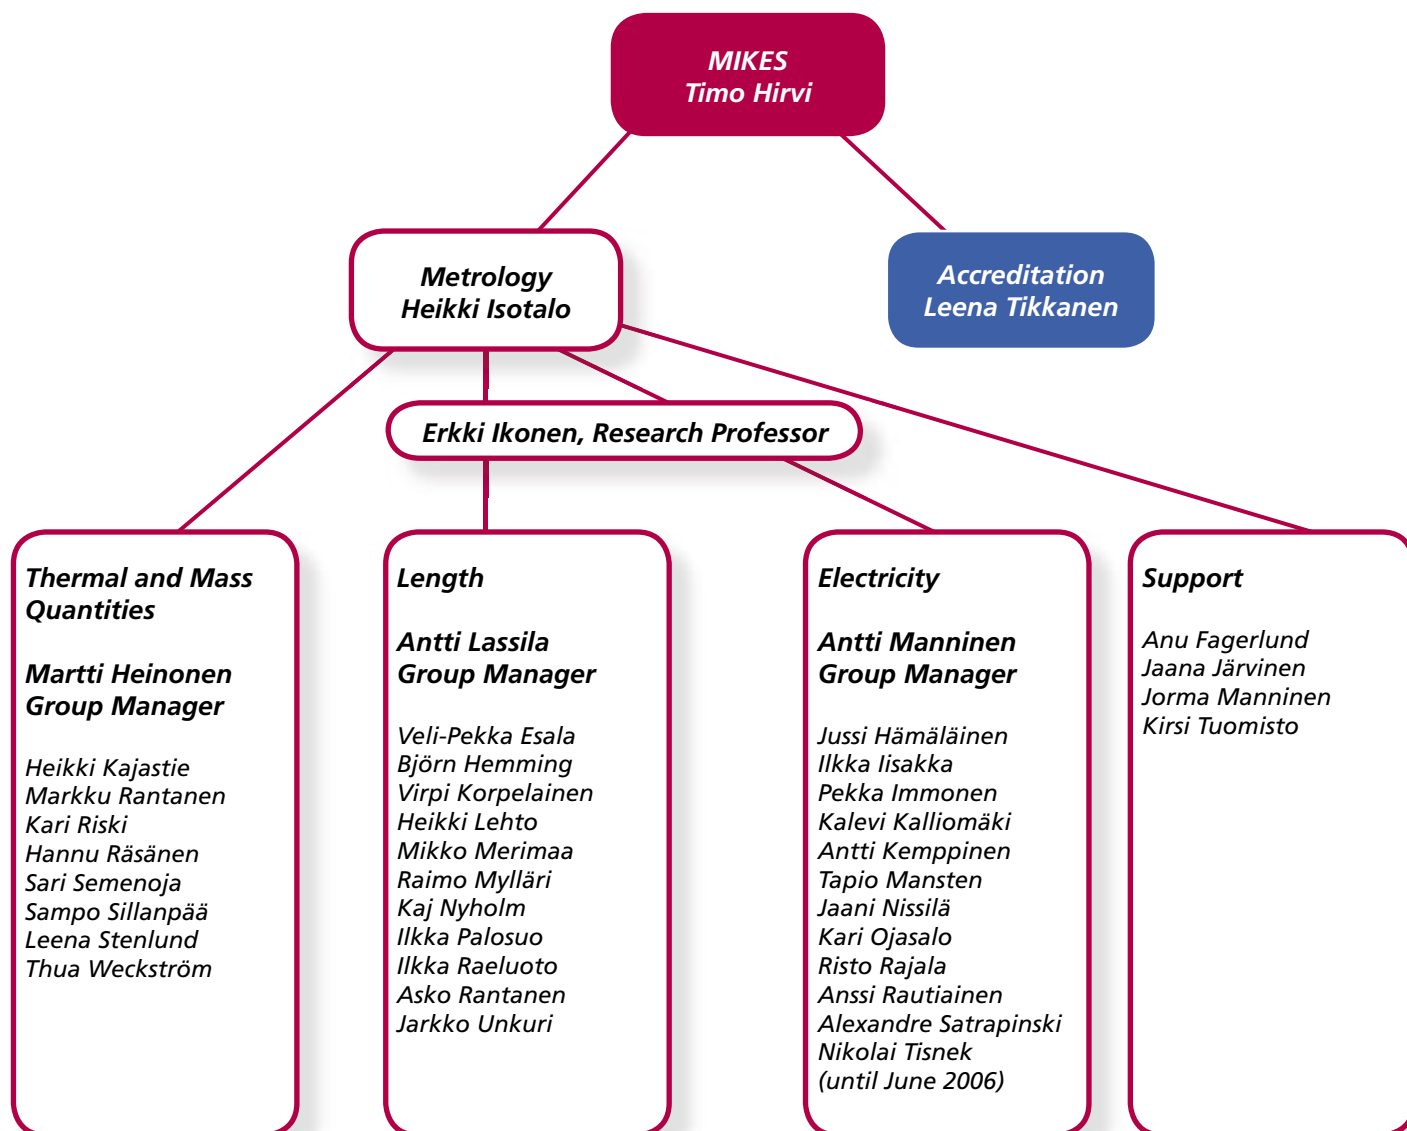 MIKES
Timo Hirvi
Metrology
Heikki Isotalo
Accreditation
Leena Tikkanen
Erkki Ikonen, Research Professor
Thermal and Mass
Quantities
Martti Heinonen
Group Manager
Heikki Kajastie
Markku Rantanen
Kari Riski
Hannu Räsänen
Sari Semenoja
Sampo Sillanpää
Leena Stenlund
Thua Weckström
Length
Antti Lassila
Group Manager
Veli-Pekka Esala
Björn Hemming
Virpi Korpelainen
Heikki Lehto
Mikko Merimaa
Raimo Mylläri
Kaj Nyholm
Ilkka Palosuo
Ilkka Raeluoto
Asko Rantanen
Jarkko Unkuri
Electricity
Antti Manninen
Group Manager
Jussi Hämäläinen
Ilkka Iisakka
Pekka Immonen
Kalevi Kalliomäki
Antti Kemppinen
Tapio Mansten
Jaani Nissilä
Kari Ojasalo
Risto Rajala
Anssi Rautiainen
Alexandre Satrapinski
Nikolai Tisnek
(until June 2006)
Support
Anu Fagerlund
Jaana Järvinen
Jorma Manninen
Kirsi Tuomisto